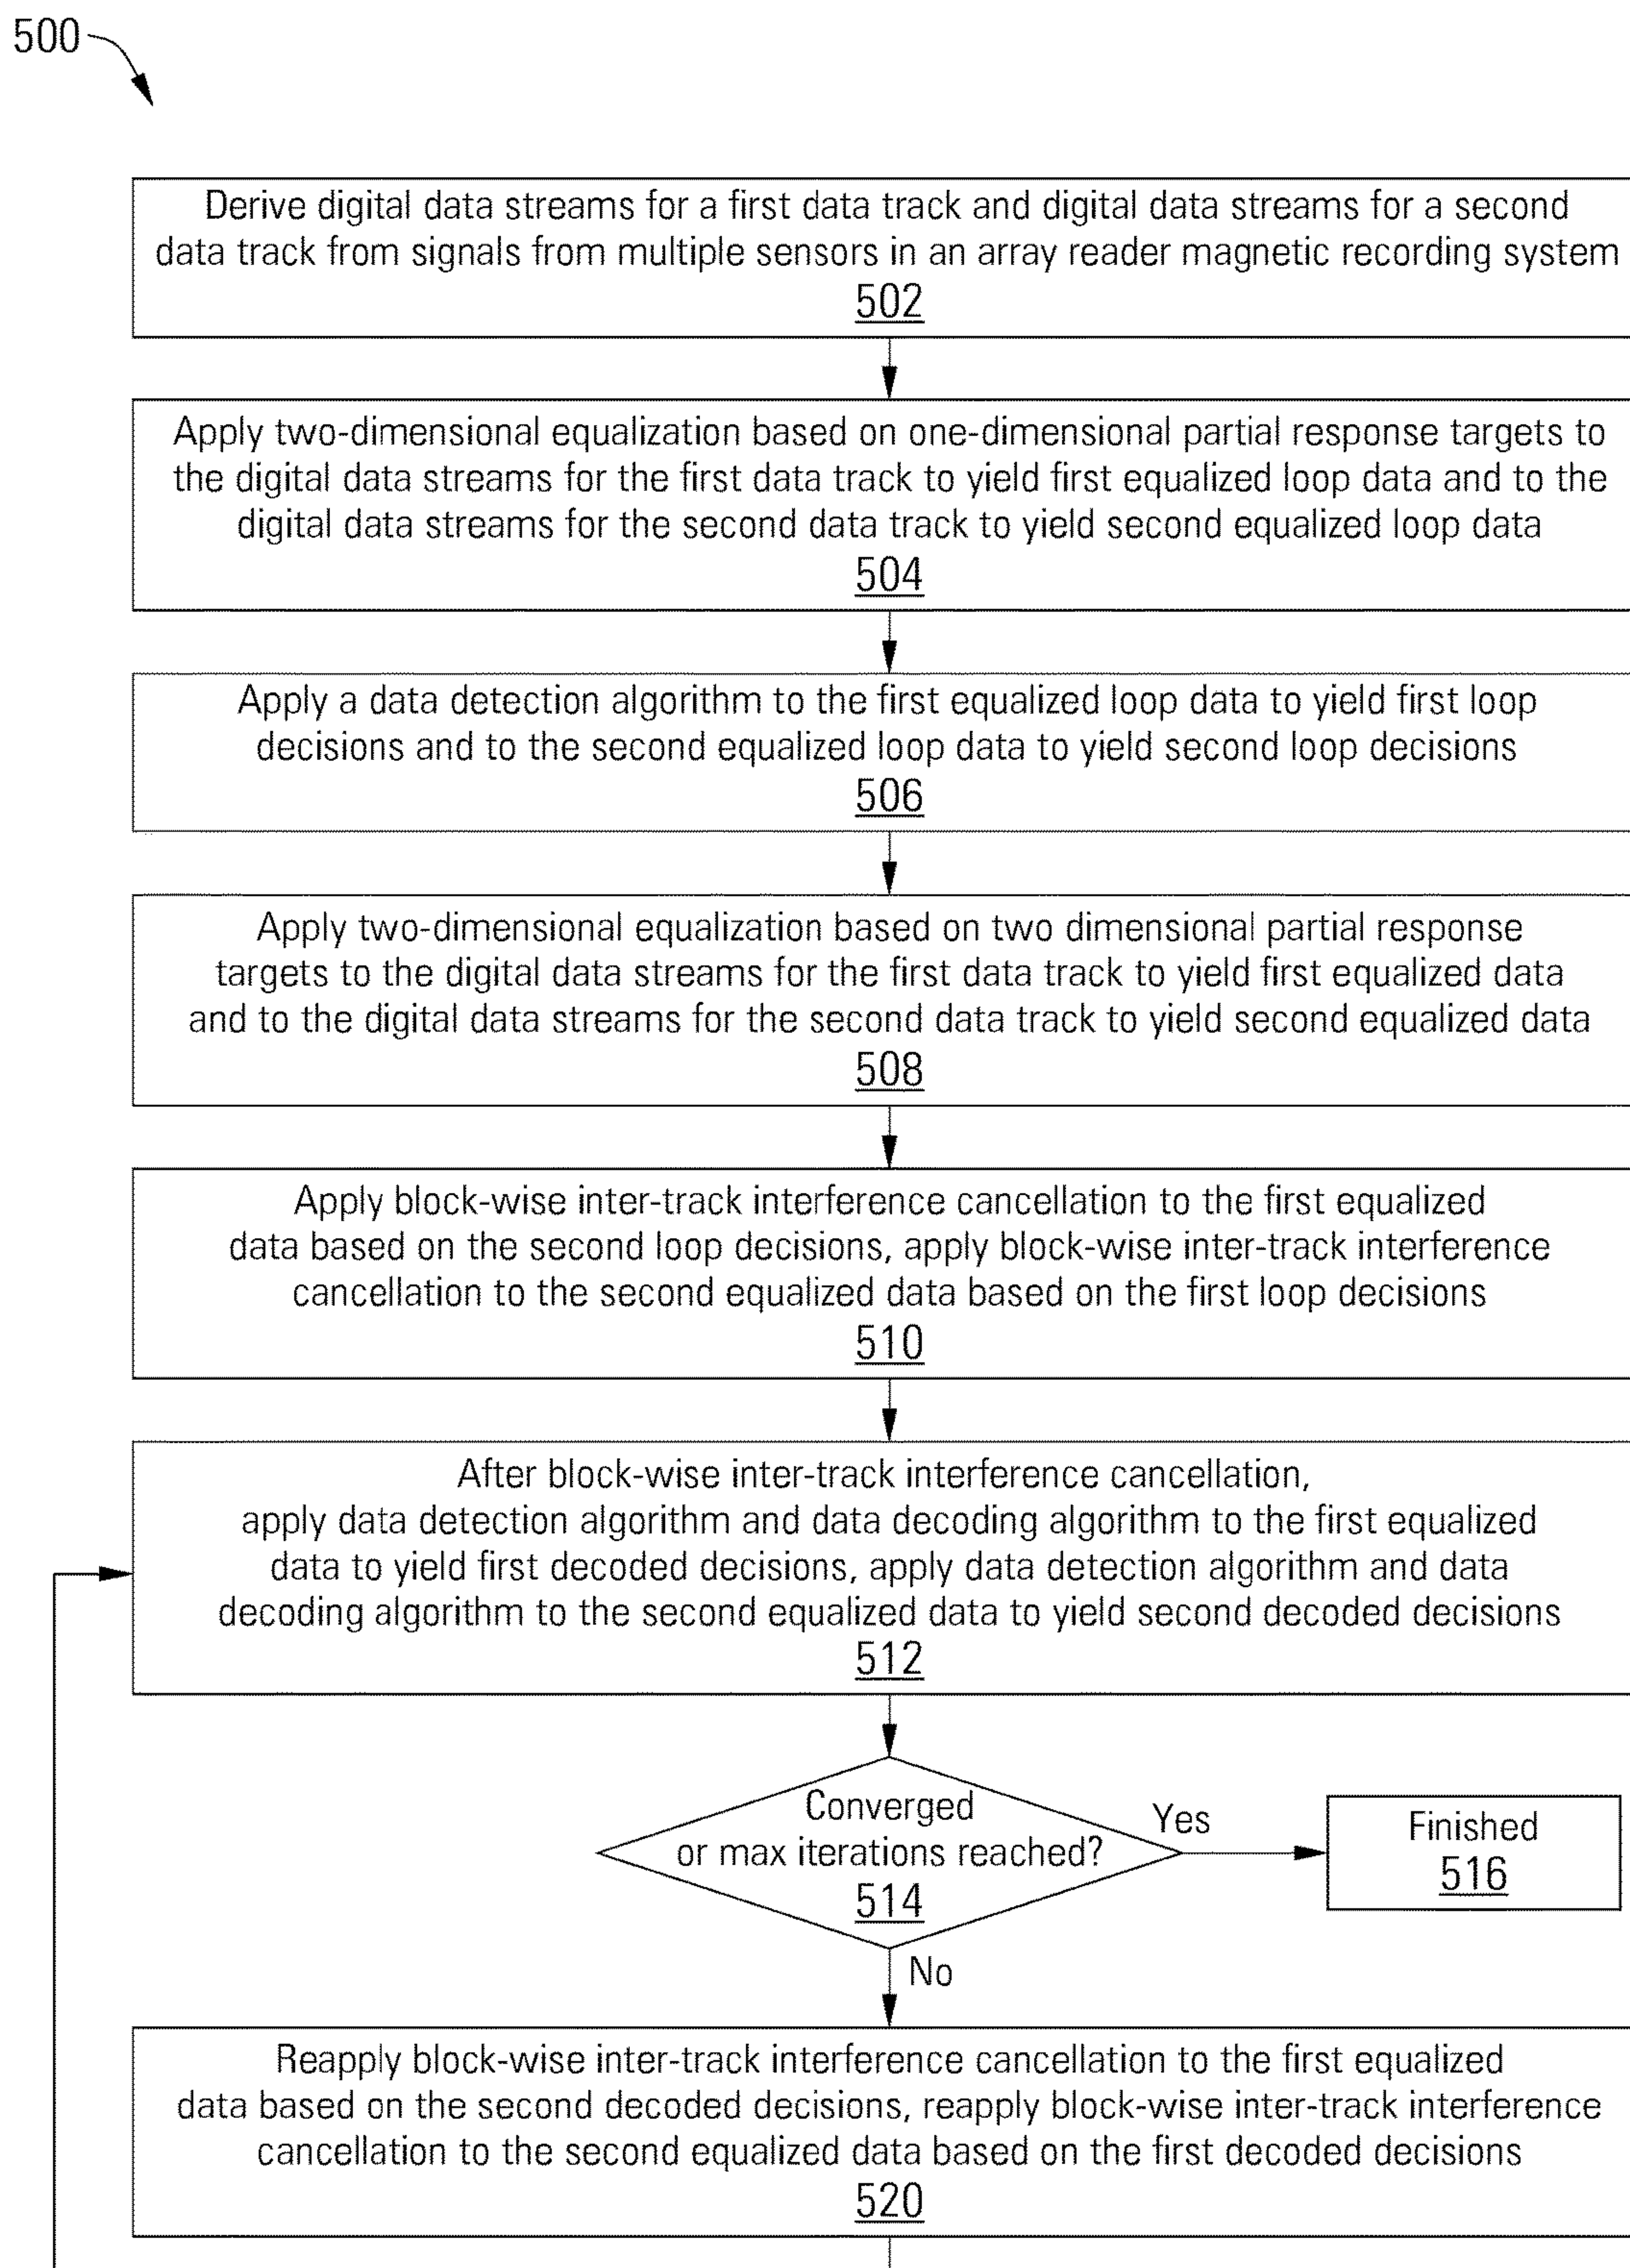 500
Derive digital data streams for a first data track and digital data streams for a second
data track from signals from multiple sensors in an array reader magnetic recording system
502
Apply two-dimensional equalization based on one-dimensional partial response targets to
the digital data streams for the first data track to yield first equalized loop data and to the
digital data streams for the second data track to yield second equalized loop data
504
Apply a data detection algorithm to the first equalized loop data to yield first loop
decisions and to the second equalized loop data to yield second loop decisions
506
Apply two-dimensional equalization based on two dimensional partial response
targets to the digital data streams for the first data track to yield first equalized data
and to the digital data streams for the second data track to yield second equalized data
508
Apply block-wise inter-track interference cancellation to the first equalized
data based on the second loop decisions, apply block-wise inter-track interference
cancellation to the second equalized data based on the first loop decisions
510
After block-wise inter-track interference cancellation,
apply data detection algorithm and data decoding algorithm to the first equalized
data to yield first decoded decisions, apply data detection algorithm and data
decoding algorithm to the second equalized data to yield second decoded decisions
512
Converged
or max iterations reached?
514
Yes
Finished
516
No
Reapply block-wise inter-track interference cancellation to the first equalized
data based on the second decoded decisions, reapply block-wise inter-track interference
cancellation to the second equalized data based on the first decoded decisions
520